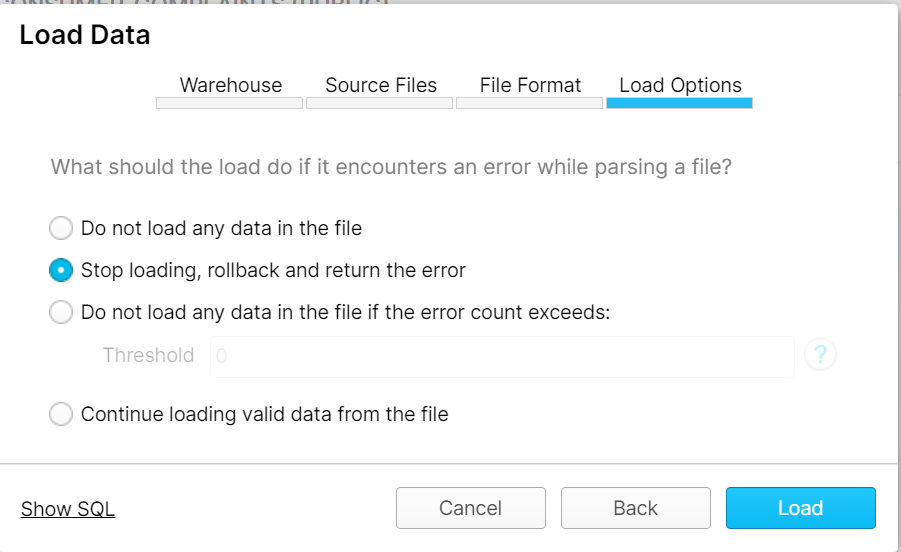 CONSUMER_COMPLAINTS (PUBLIC)
Load Data
Warehouse Source Files File Format Load Options
What should the load do if it encounters an error while parsing a file?
Do not load any data in the file
Stop loading, rollback and return the error
Do not load any data in the file if the error count exceeds:
Threshold 0 ?
Continue loading valid data from the file
Show SQL Cancel Back Load